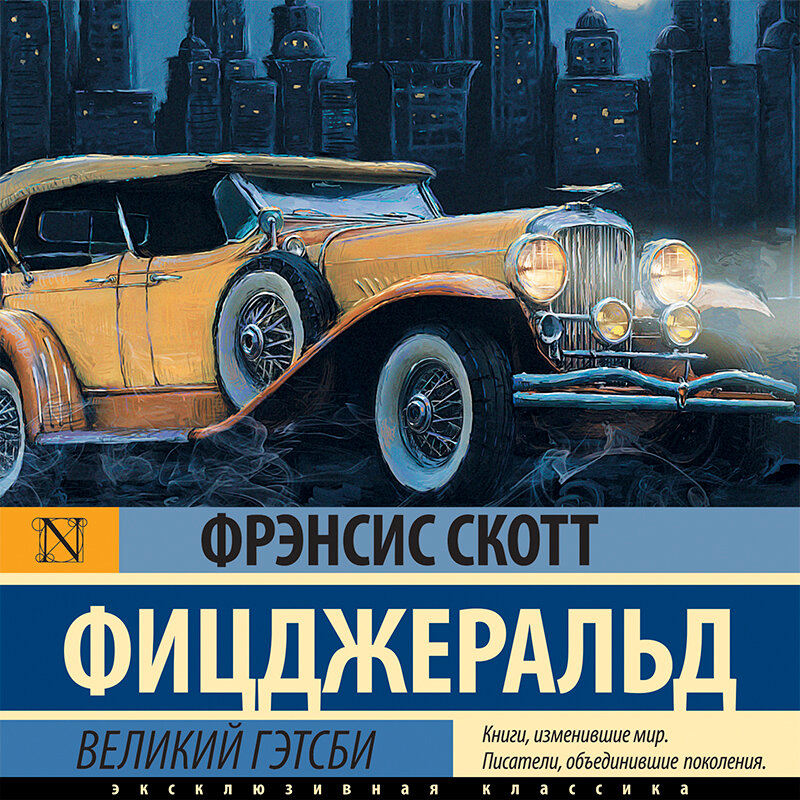 N
ФРЭНСИС СКОТТ
ФИЦДЖЕРАЛЬД
ВЕЛИКИЙ ГЭТСБИ
Книги, изменившие мир.
Писатели, объединившие поколения.
эксклюзивная классика